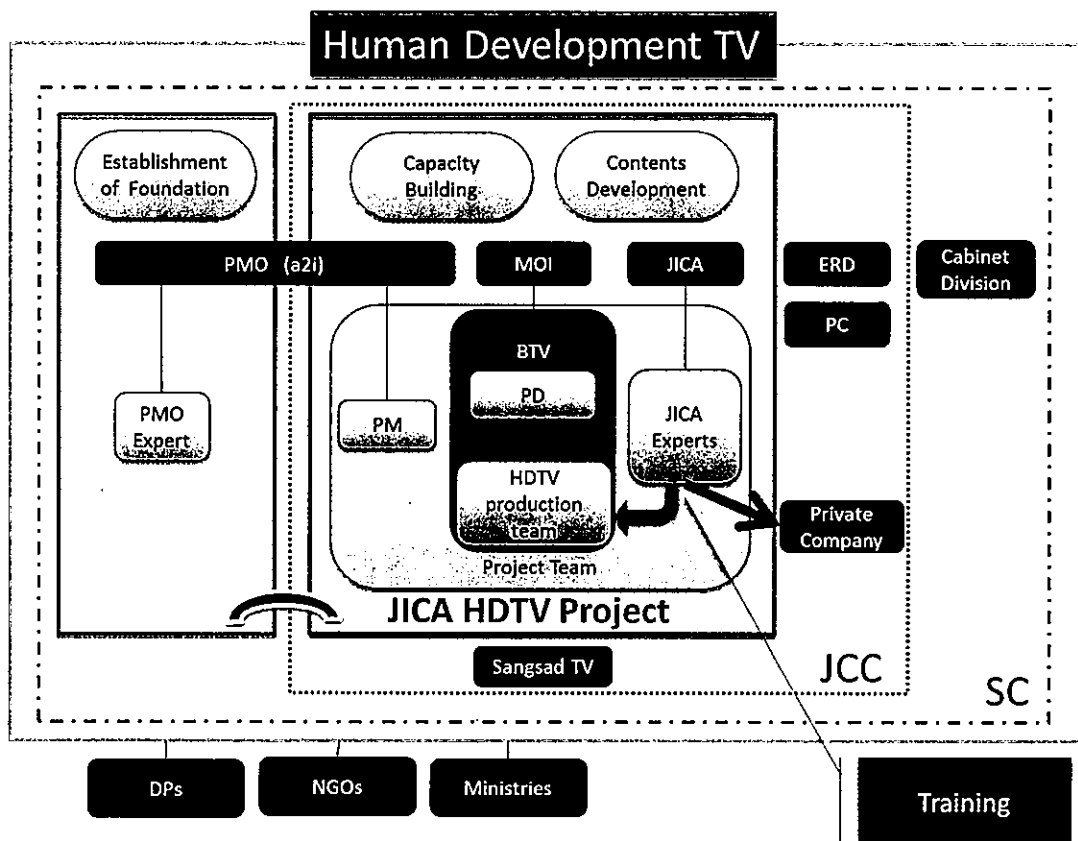 Human Development TV
Establishment
of Foundation
Capacity
Building
Contents
Development
PMO (a2i)
MOI
JICA
ERD
Cabinet
Division
PC
BTV
PD
PMO
Expert
PM
JICA
Experts
HDTV
production
team
Private
Company
Project Team
JICA HDTV Project
Sangsad TV
JCC
SC
DPs
NGOs
Ministries
Training